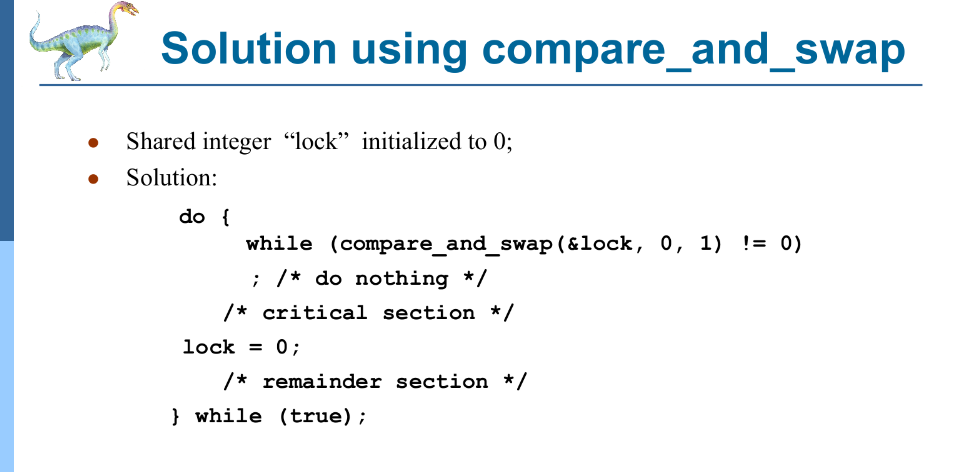 Solution using compare_and_swap
Shared integer “lock” initialized to 0;
Solution:
do {
while (compare_and_swap(&lock, 0, 1) != 0)
; /* do nothing */
/* critical section */
lock = 0;
/* remainder section */
} while (true);